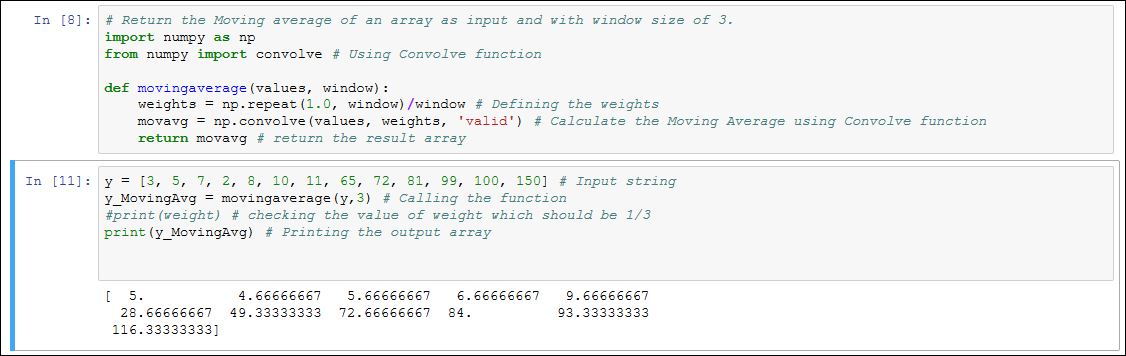 In [8]: # Return the Moving average of an array as input and with window size of 3.
import numpy as np
from numpy import convolve # Using Convolve function
def movingaverage(values, window):
    weights = np.repeat(1.0, window)/window # Defining the weights
    movavg = np.convolve(values, weights, 'valid') # Calculate the Moving Average using Convolve function
    return movavg # return the result array
In [11]: y = [3, 5, 7, 2, 8, 10, 11, 65, 72, 81, 99, 100, 150] # Input string
y_MovingAvg = movingaverage(y,3) # Calling the function
#print(weight) # checking the value of weight which should be 1/3
print(y_MovingAvg) # Printing the output array
[ 5. 4.66666667 5.66666667 6.66666667 9.66666667
28.66666667 49.33333333 72.66666667 84. 93.33333333
116.33333333]